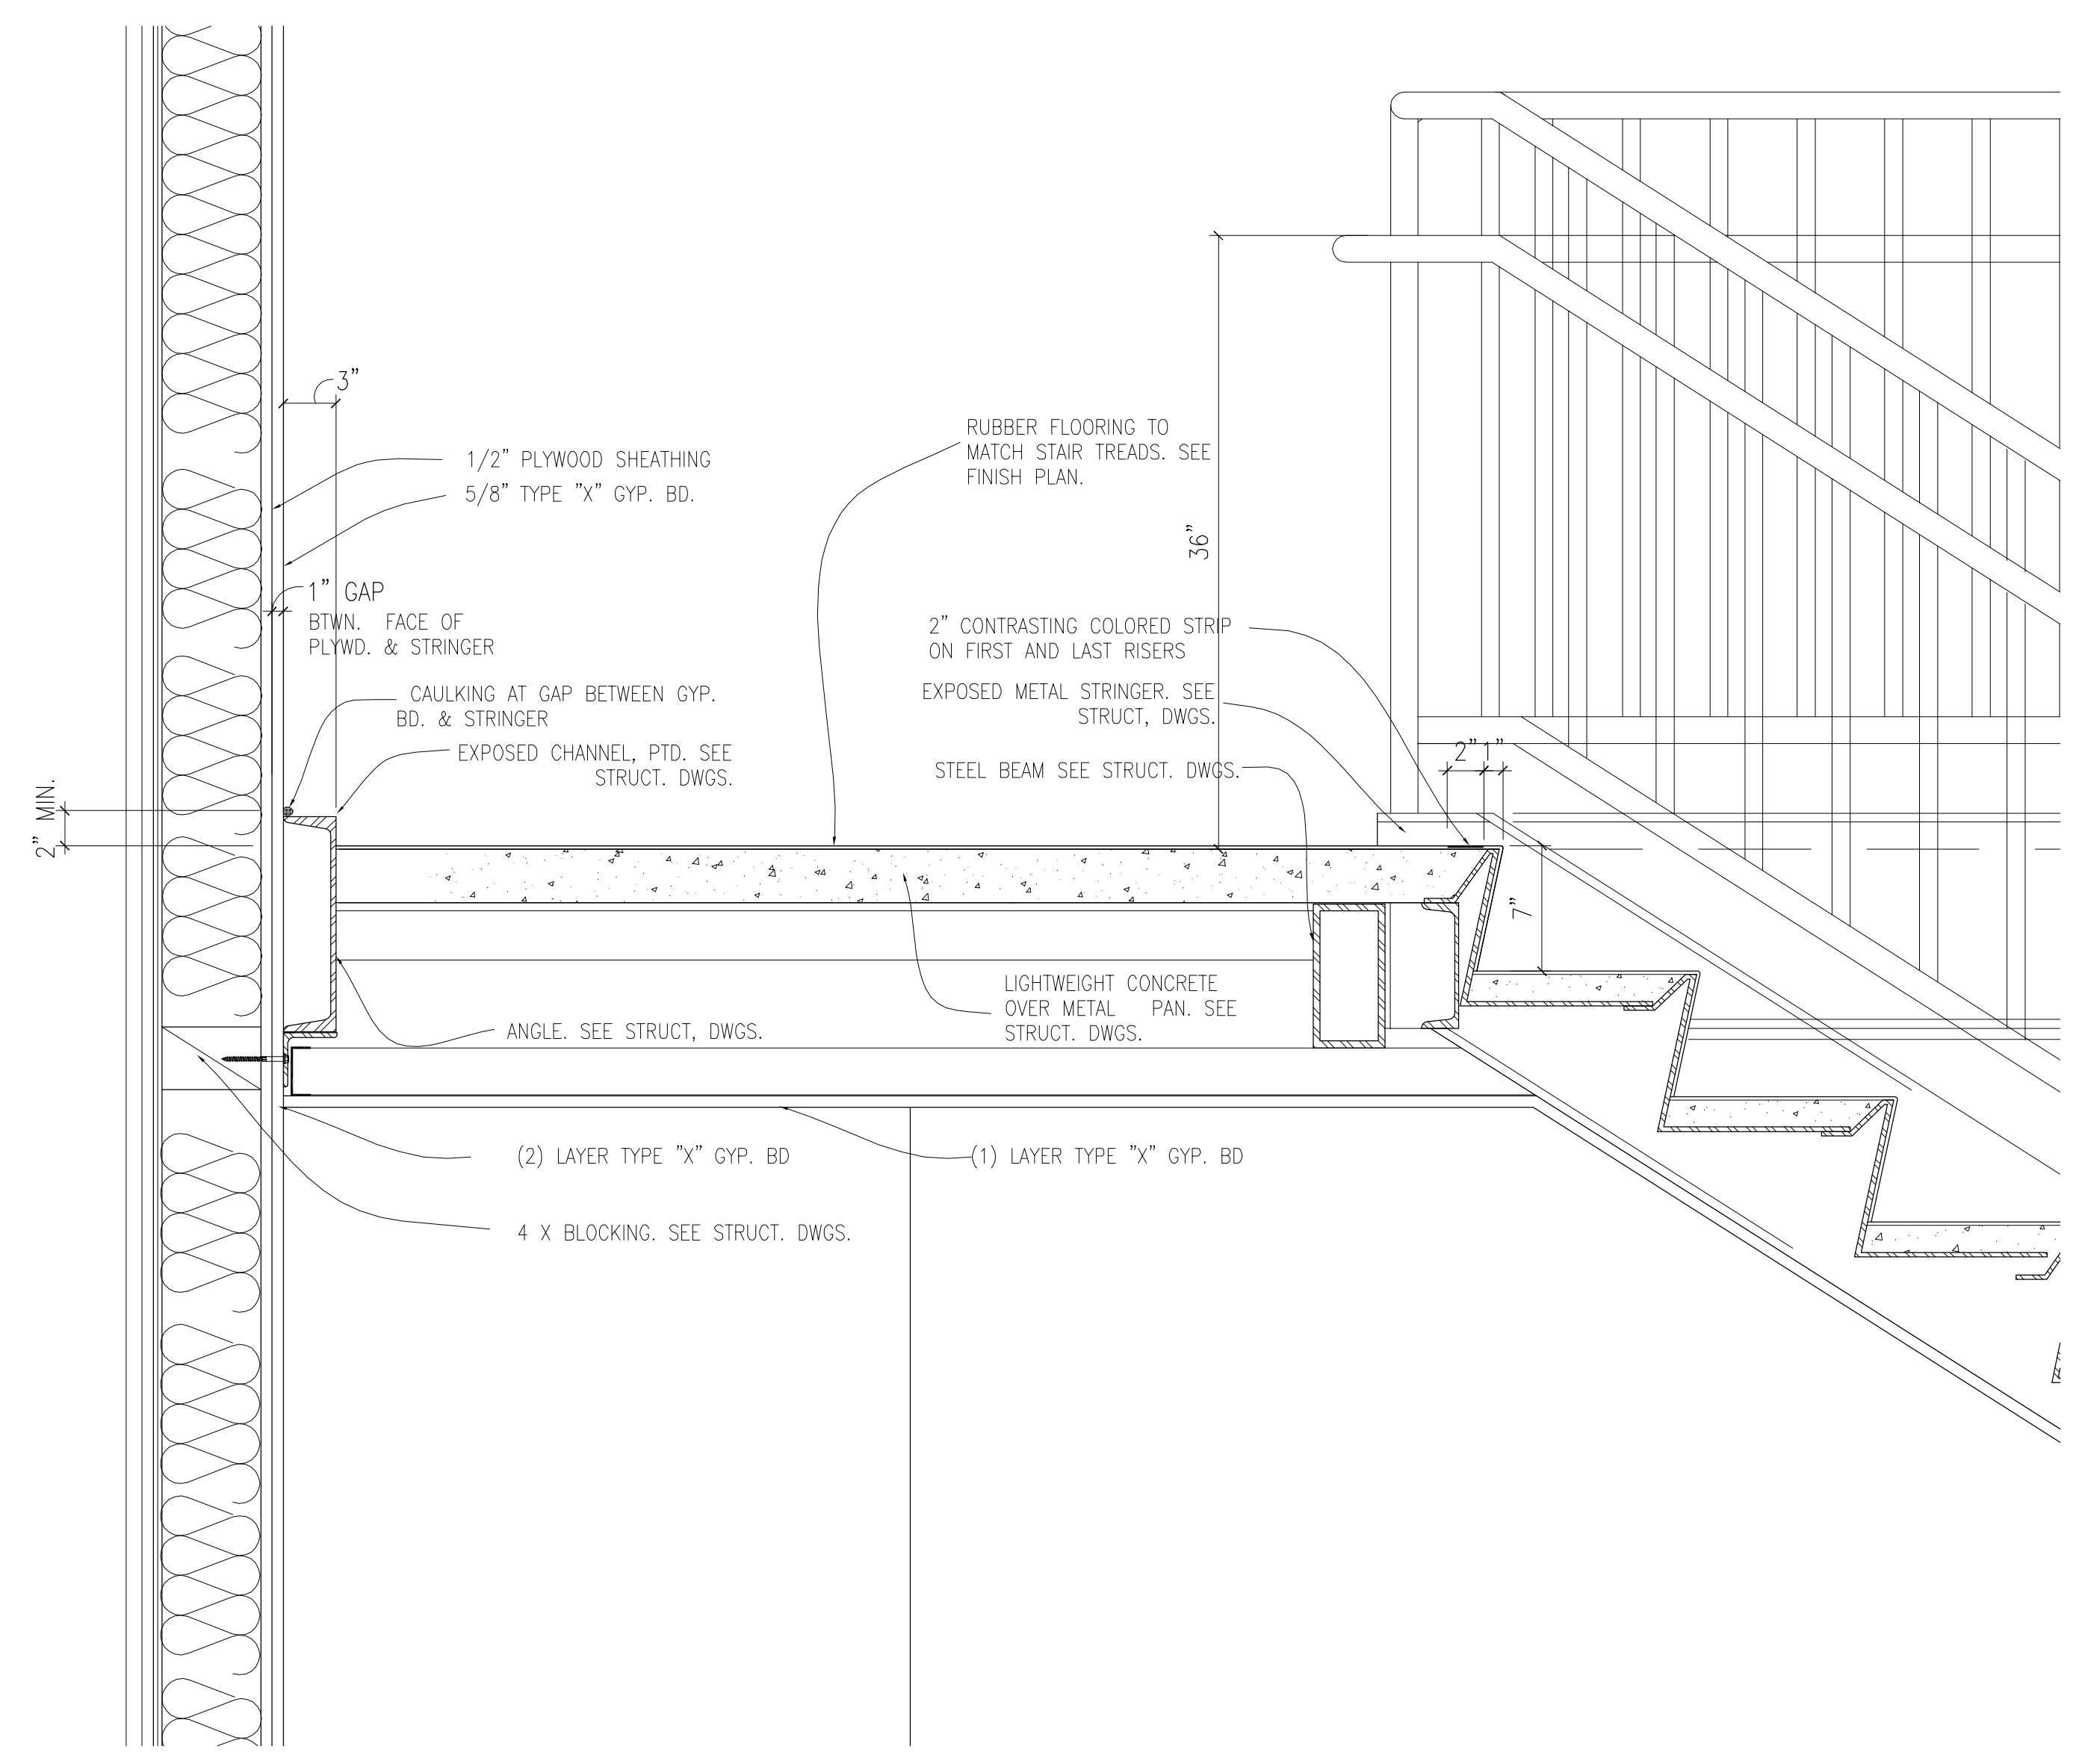 3"
1/2" PLYWOOD SHEATHING
5/8" TYPE "X" GYP. BD.
1" GAP
BTWN. FACE OF
PLYWD. & STRINGER
CAULKING AT GAP BETWEEN GYP.
BD. & STRINGER
EXPOSED CHANNEL, PTD. SEE
STRUCT. DWGS.
2" MIN.
RUBBER FLOORING TO
MATCH STAIR TREADS. SEE
FINISH PLAN.
36"
2" CONTRASTING COLORED STRIP
ON FIRST AND LAST RISERS
EXPOSED METAL STRINGER. SEE
STRUCT, DWGS.
STEEL BEAM SEE STRUCT. DWGS.
2" 1"
7"
LIGHTWEIGHT CONCRETE
OVER METAL PAN. SEE
STRUCT. DWGS.
ANGLE. SEE STRUCT, DWGS.
(2) LAYER TYPE "X" GYP. BD
(1) LAYER TYPE "X" GYP. BD
4 X BLOCKING. SEE STRUCT. DWGS.